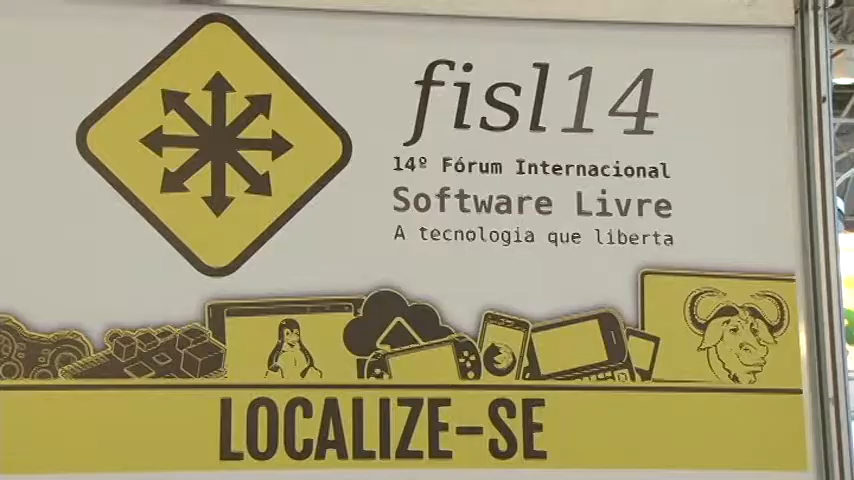 fisl14
14º Fórum Internacional
Software Livre
A tecnologia que liberta
LOCALIZE-SE